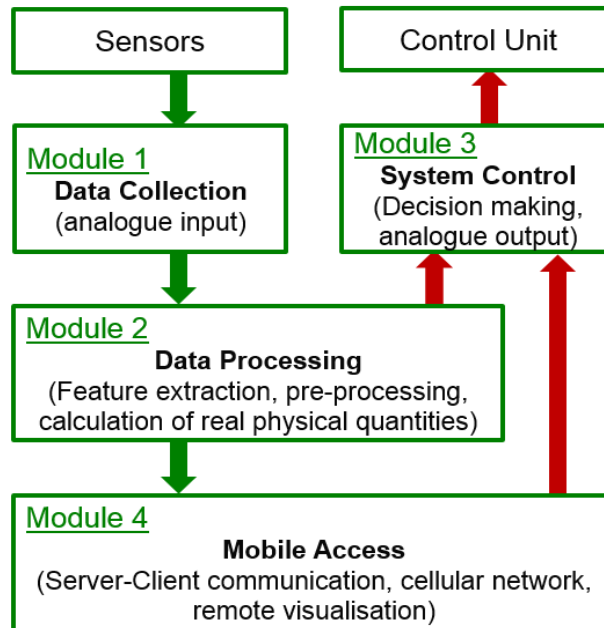 Sensors
Control Unit
Module 1
Data Collection
(analogue input)
Module 3
System Control
(Decision making,
analogue output)
Module 2
Data Processing
(Feature extraction, pre-processing,
calculation of real physical quantities)
Module 4
Mobile Access
(Server-Client communication, cellular network,
remote visualisation)